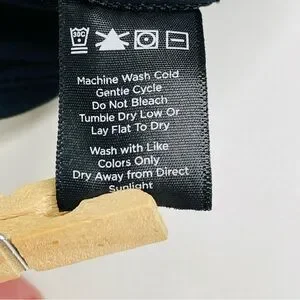 30C
Machine Wash Cold
Gentle Cycle
Do Not Bleach
Tumble Dry Low Or
Lay Flat To Dry
Wash with Like
Colors Only
Dry Away from Direct
Sunlight